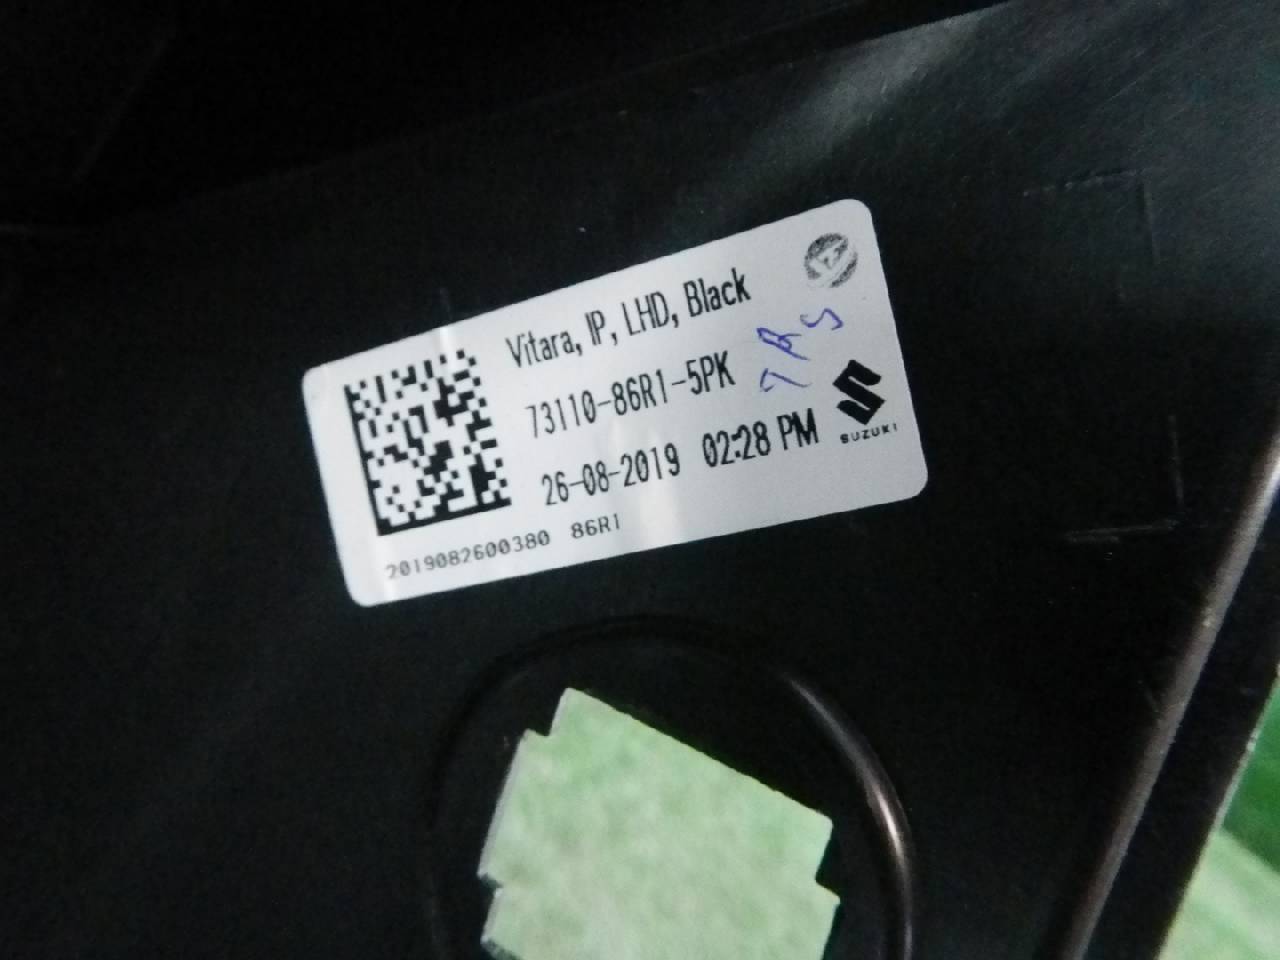 Vitara, IP, LHD, Black
73110-86R1-5PK
26-08-2019 02:28 PM
SUZUKI
2019082600380 86R1